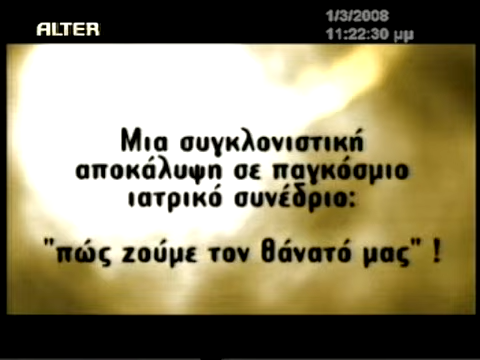 ALTER
1/3/2008
11:22:30 μμ
Μια συγκλονιστική
αποκάλυψη σε παγκόσμιο
ιατρικό συνέδριο:
"πώς ζούμε τον θάνατό μας" !